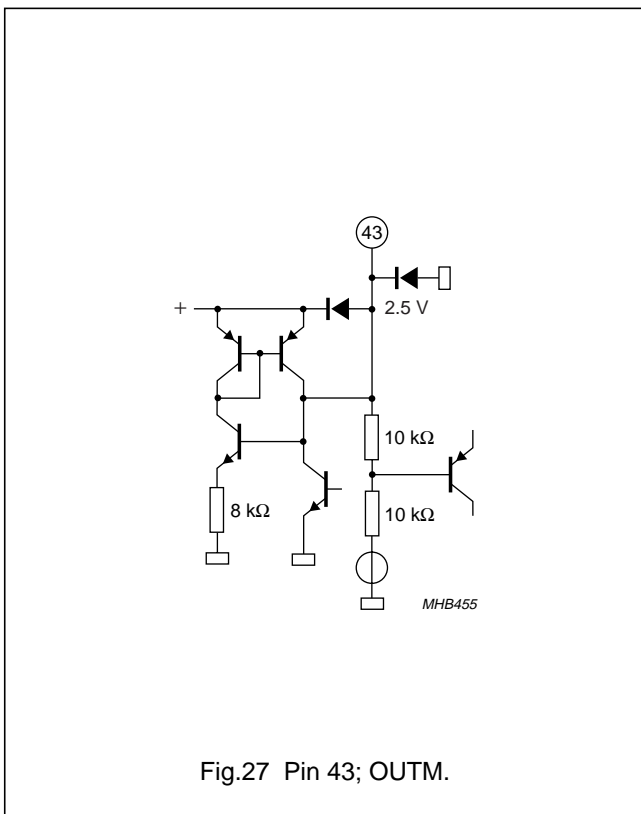 43
+
2.5 V
10 kΩ
8 kΩ
10 kΩ
MHB455
Fig.27 Pin 43; OUTM.